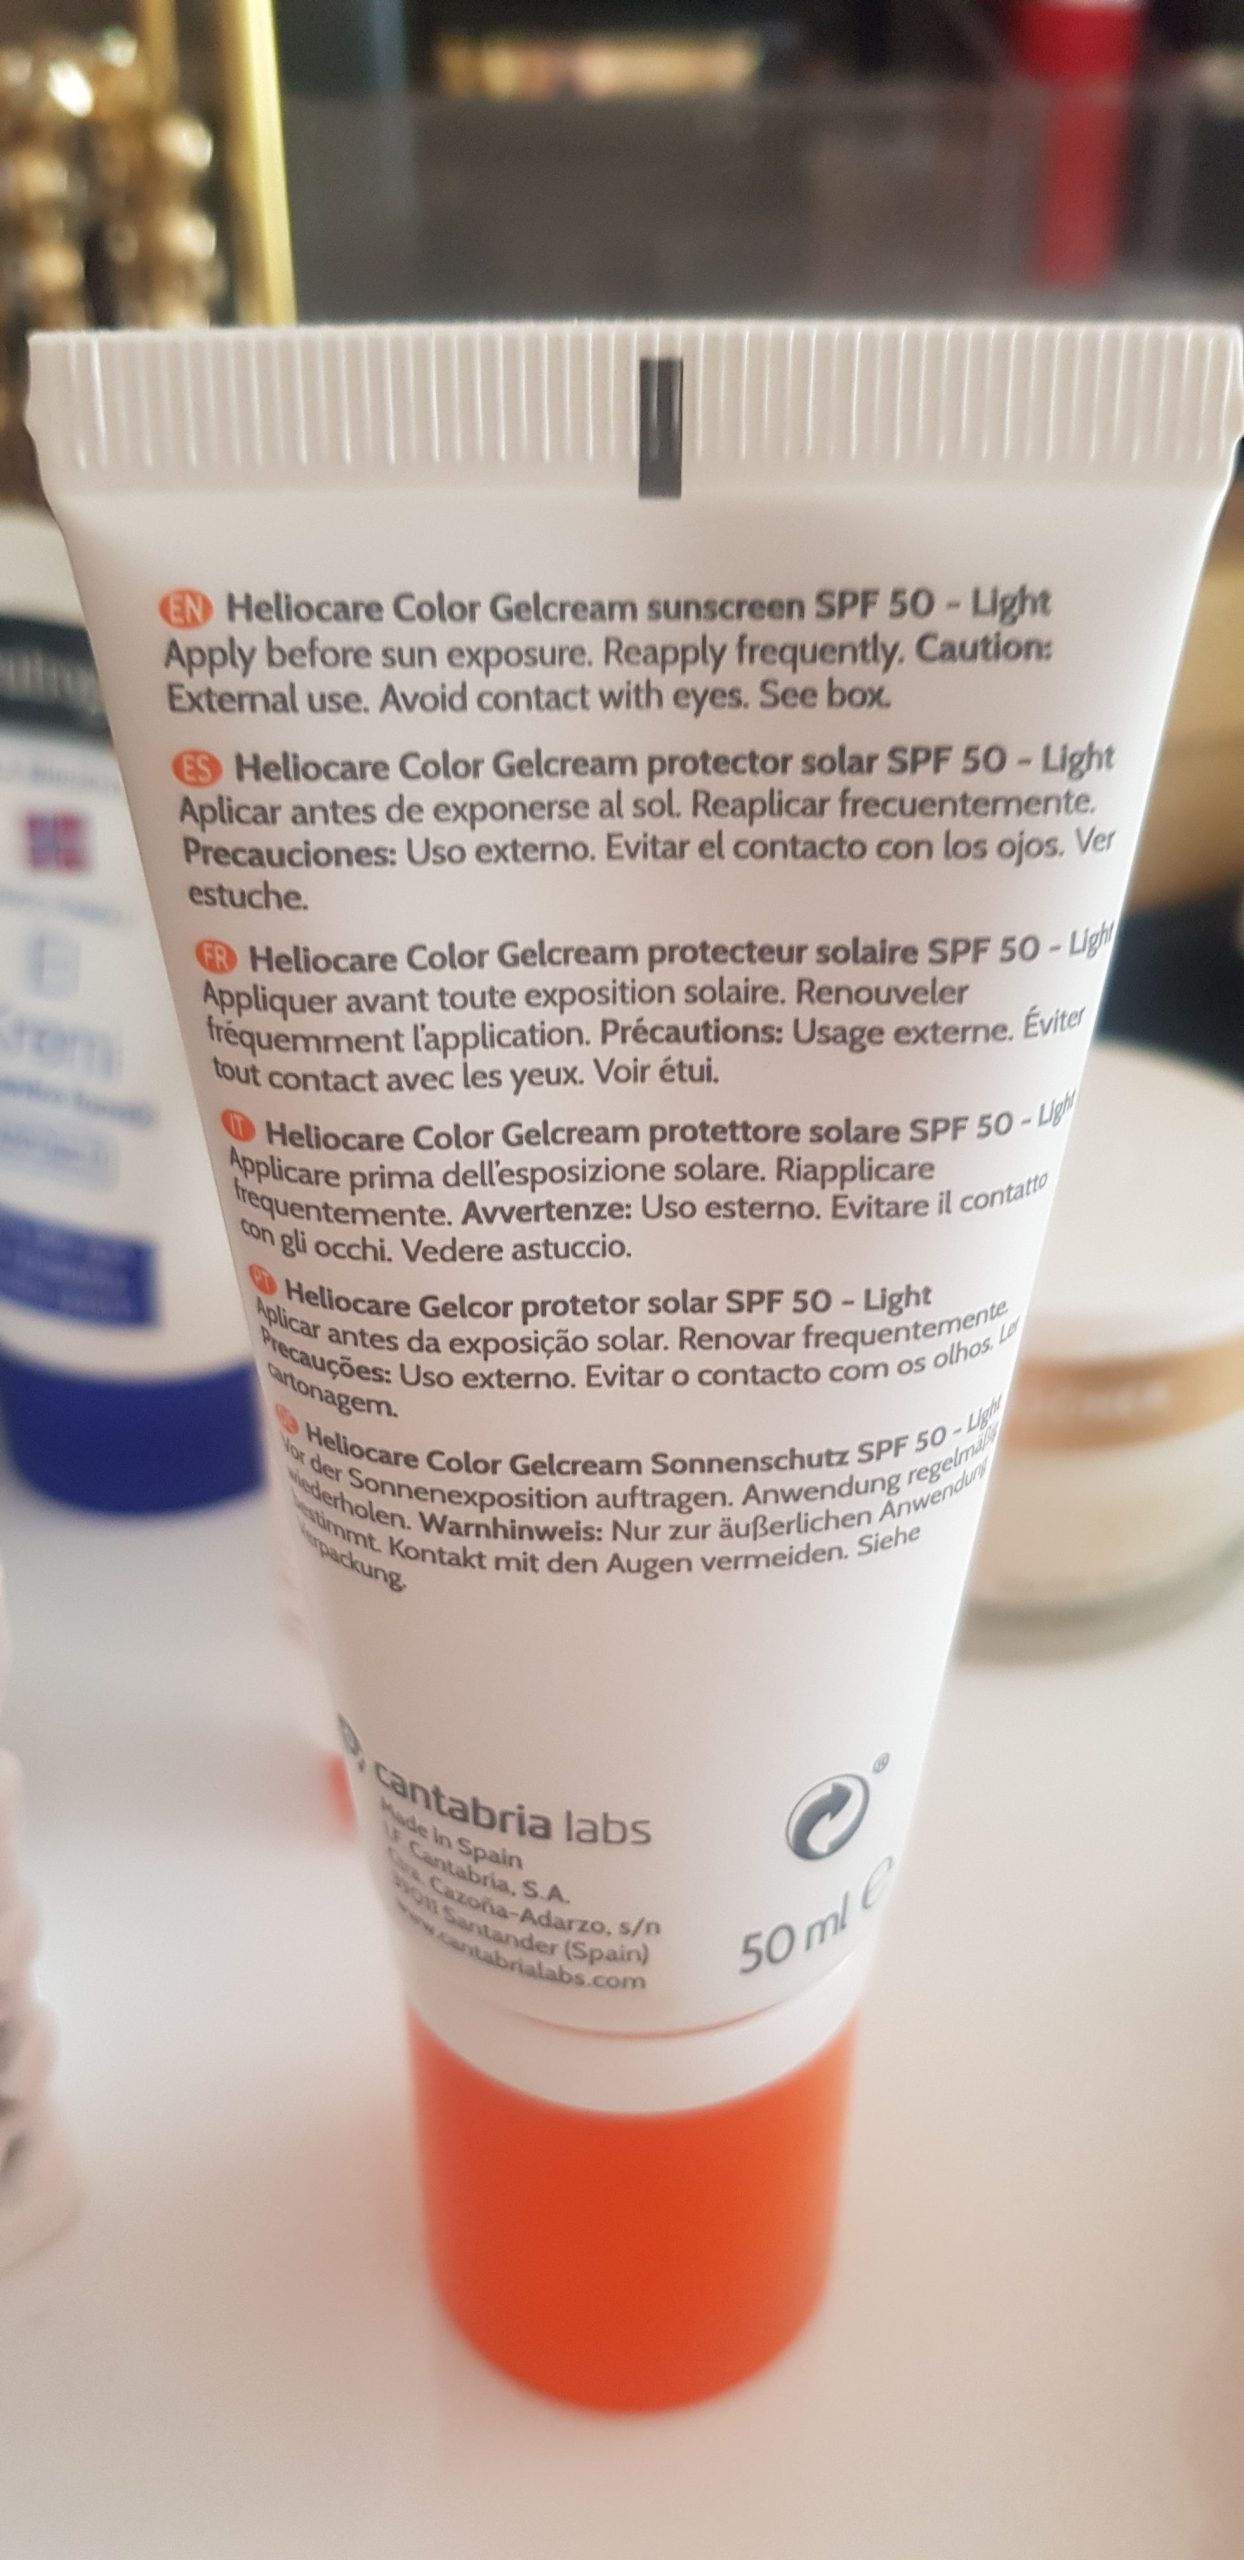 EN Heliocare Color Gelcream sunscreen SPF 50 - Light
Apply before sun exposure. Reapply frequently. Caution:
External use. Avoid contact with eyes. See box.
ES Heliocare Color Gelcream protector solar SPF 50 - Light
Aplicar antes de exponerse al sol. Reaplicar frecuentemente.
Precauciones: Uso externo. Evitar el contacto con los ojos. Ver
estuche.
FR Heliocare Color Gelcream protecteur solaire SPF 50 - Light
Appliquer avant toute exposition solaire. Renouveler
fréquemment l'application. Précautions: Usage externe. Éviter
tout contact avec les yeux. Voir étui.
IT Heliocare Color Gelcream protettore solare SPF 50 - Light
Applicare prima dell'esposizione solare. Riapplicare
frequentemente. Avvertenze: Uso esterno. Evitare il contatto
con gli occhi. Vedere astuccio.
PT Heliocare Gelcor protetor solar SPF 50 - Light
Aplicar antes da exposição solar. Renovar frequentemente.
Precauções: Uso externo. Evitar o contacto com os olhos. Ler
cartonagem.
Heliocare Color Gelcream Sonnenschutz SPF 50 - Light
Vor der Sonnenexposition auftragen. Anwendung regelmäßig
wiederholen. Warnhinweis: Nur zur äußerlichen Anwendung
bestimmt. Kontakt mit den Augen vermeiden. Siehe
Verpackung.
cantabria labs
Made in Spain
I.F. Cantabria, S.A.
Ctra. Cazoña-Adarzo, s/n
39011 Santander (Spain)
www.cantabrialabs.com
®
50 ml ℮
Krem